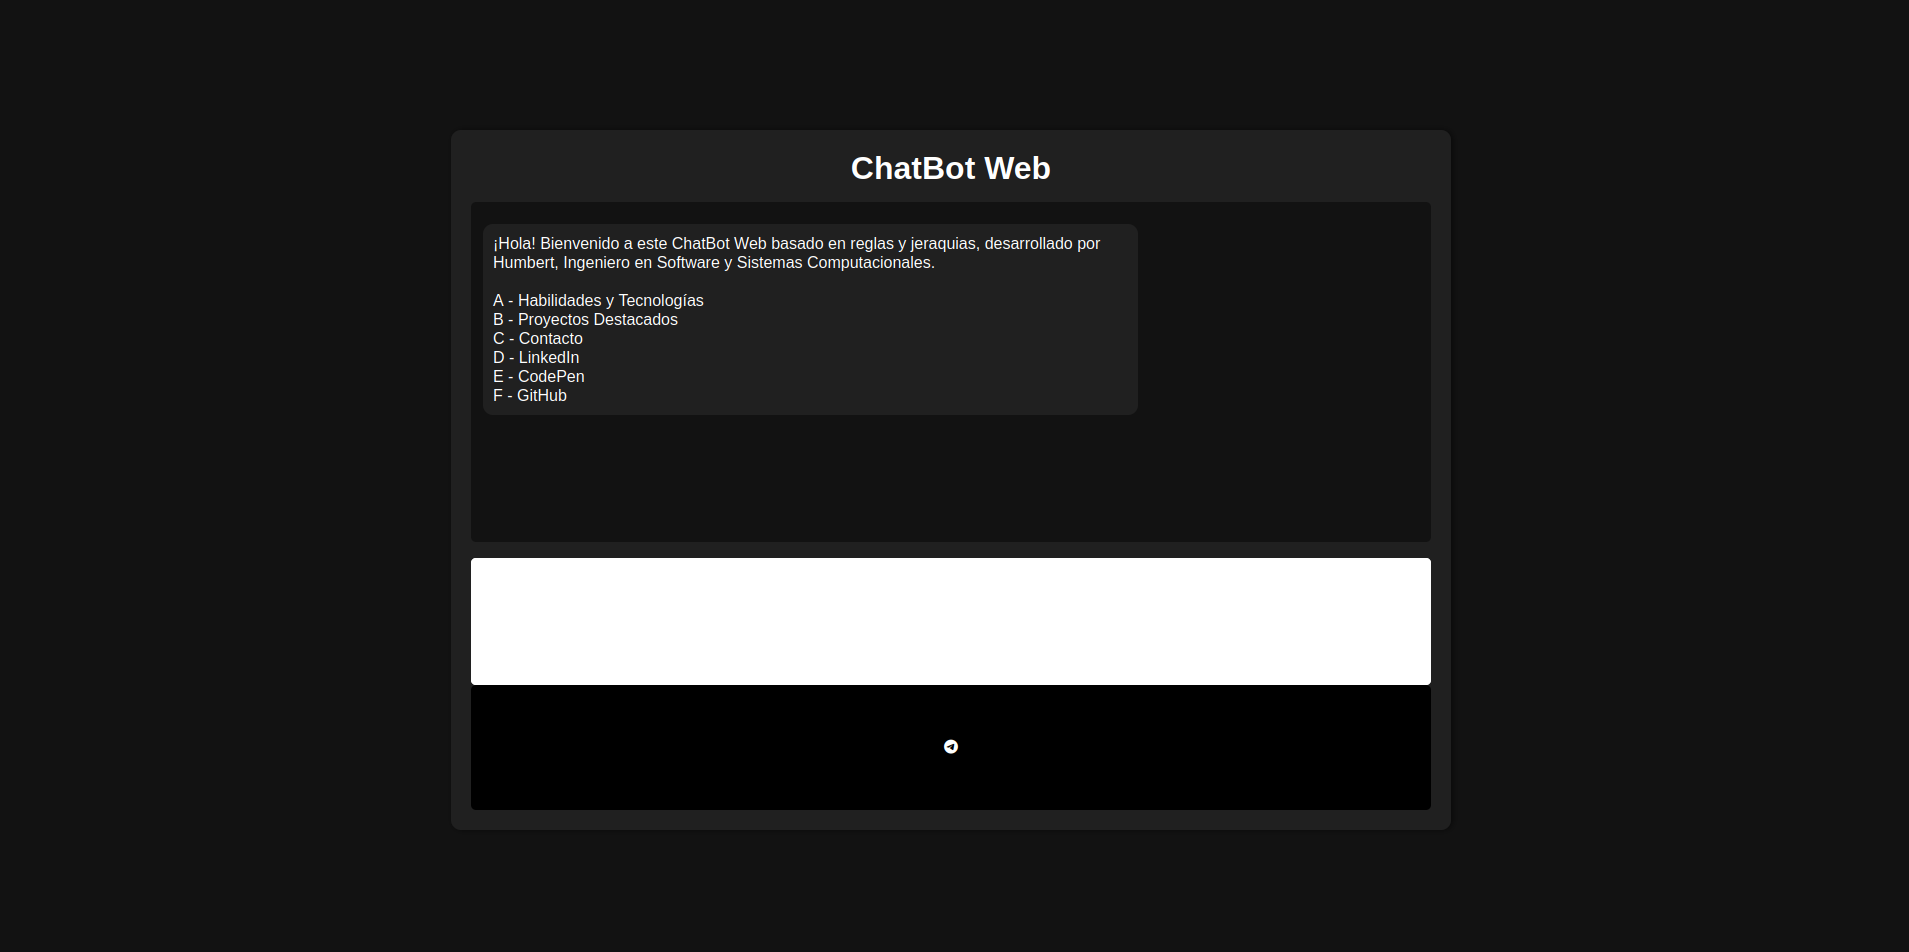 ChatBot Web
¡Hola! Bienvenido a este ChatBot Web basado en reglas y jeraquias, desarrollado por
Humbert, Ingeniero en Software y Sistemas Computacionales.
A - Habilidades y Tecnologías
B - Proyectos Destacados
C - Contacto
D - LinkedIn
E - CodePen
F - GitHub